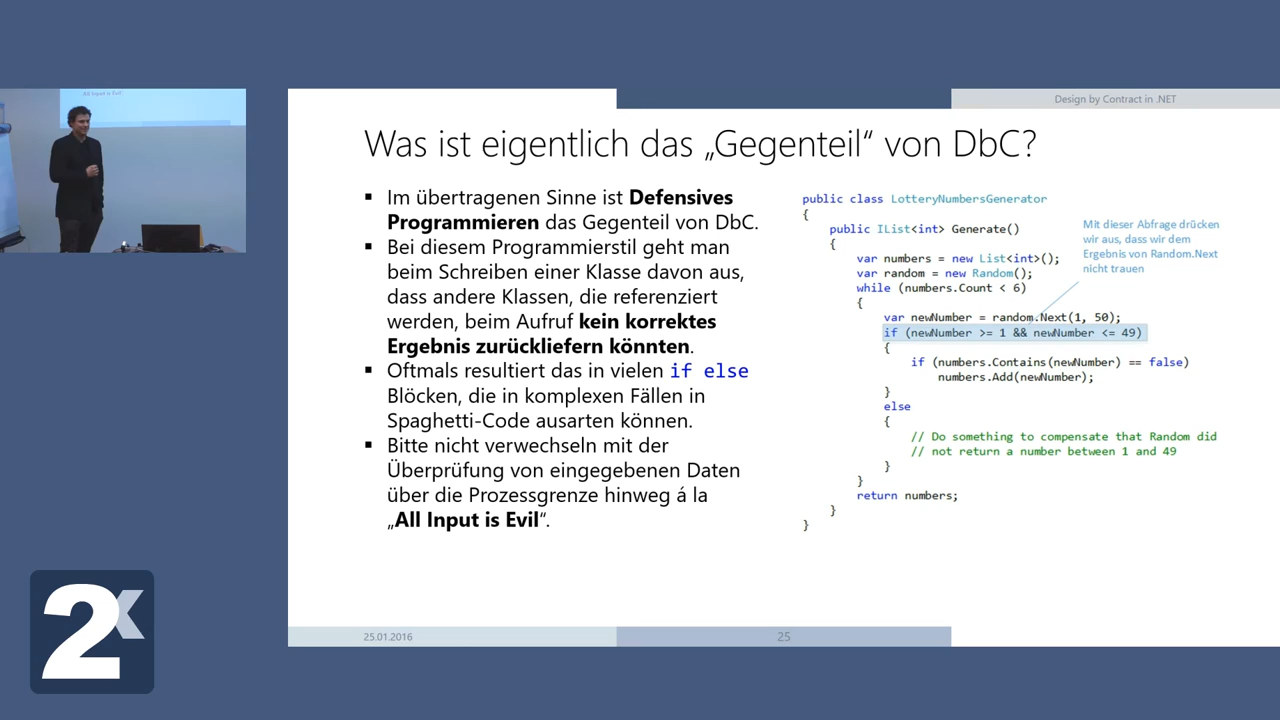 Design by Contract in .NET
All Input is Evil
Was ist eigentlich das „Gegenteil“ von DbC?
▪ Im übertragenen Sinne ist Defensives
Programmieren das Gegenteil von DbC.
▪ Bei diesem Programmierstil geht man
beim Schreiben einer Klasse davon aus,
dass andere Klassen, die referenziert
werden, beim Aufruf kein korrektes
Ergebnis zurückliefern könnten.
▪ Oftmals resultiert das in vielen if else
Blöcken, die in komplexen Fällen in
Spaghetti-Code ausarten können.
▪ Bitte nicht verwechseln mit der
Überprüfung von eingegebenen Daten
über die Prozessgrenze hinweg á la
„All Input is Evil“.
public class LotteryNumbersGenerator
{
public IList<int> Generate()
{
var numbers = new List<int>();
var random = new Random();
while (numbers.Count < 6)
{
var newNumber = random.Next(1, 50);
if (newNumber >= 1 && newNumber <= 49)
{
if (numbers.Contains(newNumber) == false)
numbers.Add(newNumber);
}
else
{
// Do something to compensate that Random did
// not return a number between 1 and 49
}
}
return numbers;
}
}
Mit dieser Abfrage drücken
wir aus, dass wir dem
Ergebnis von Random.Next
nicht trauen
25.01.2016
25
2x